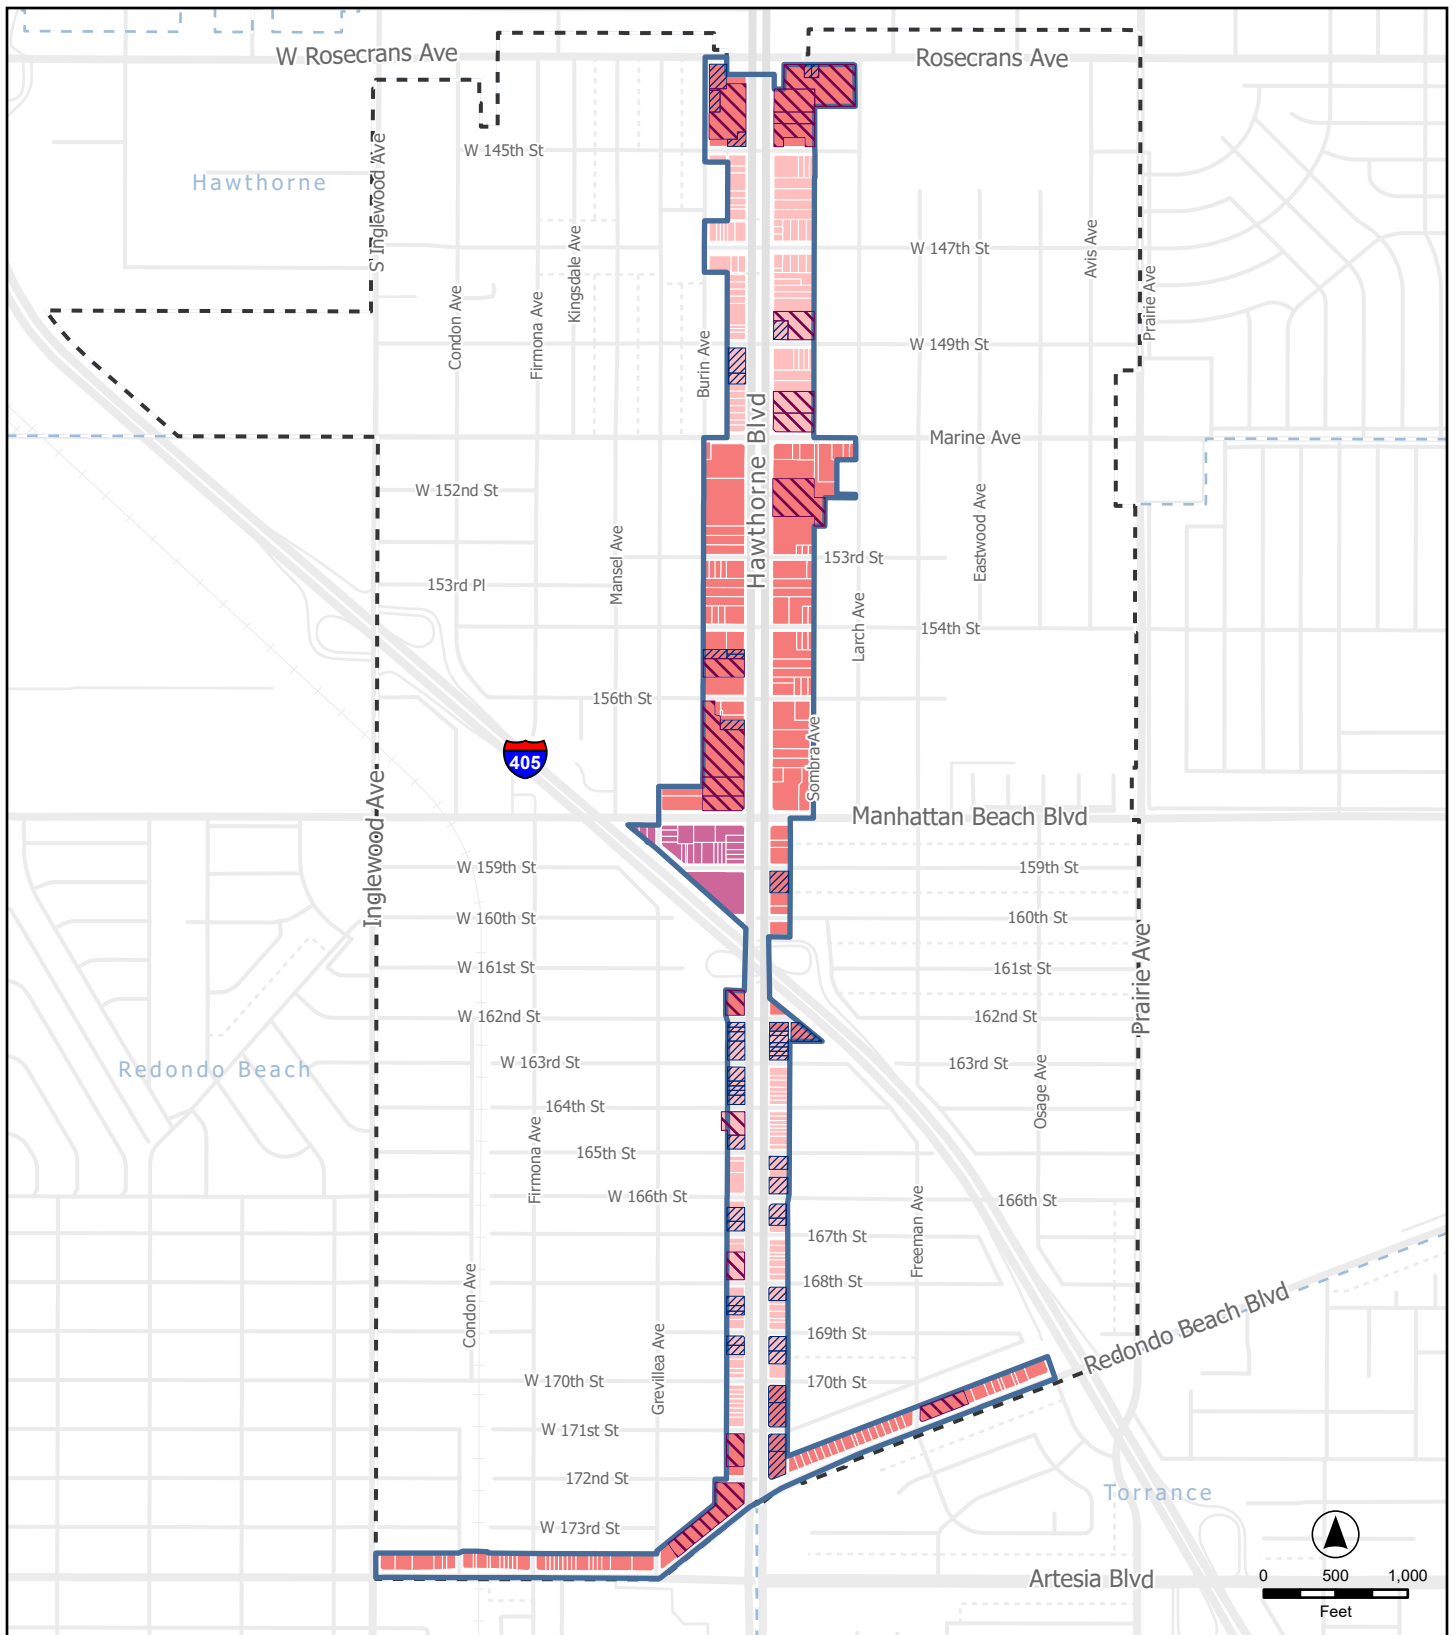 W Rosecrans Ave
Rosecrans Ave
W 145th St
S Inglewood Ave
Hawthorne
W 147th St
Avis Ave
Kingsdale Ave
Prairie Ave
Condon Ave
Firmona Ave
Burin Ave
W 149th St
Hawthorne Blvd
Marine Ave
W 152nd St
Eastwood Ave
Mansel Ave
153rd St
153rd Pl
Larch Ave
154th St
156th St
Sombra Ave
405
Inglewood Ave
Manhattan Beach Blvd
W 159th St
159th St
W 160th St
160th St
W 161st St
161st St
Prairie Ave
W 162nd St
162nd St
Redondo Beach
W 163rd St
163rd St
Osage Ave
164th St
Firmona Ave
165th St
W 166th St
166th St
Freeman Ave
167th St
168th St
Condon Ave
Redondo Beach Blvd
169th St
Grevillea Ave
W 170th St
170th St
W 171st St
172nd St
Torrance
W 173rd St
Artesia Blvd
0 500 1,000
Feet